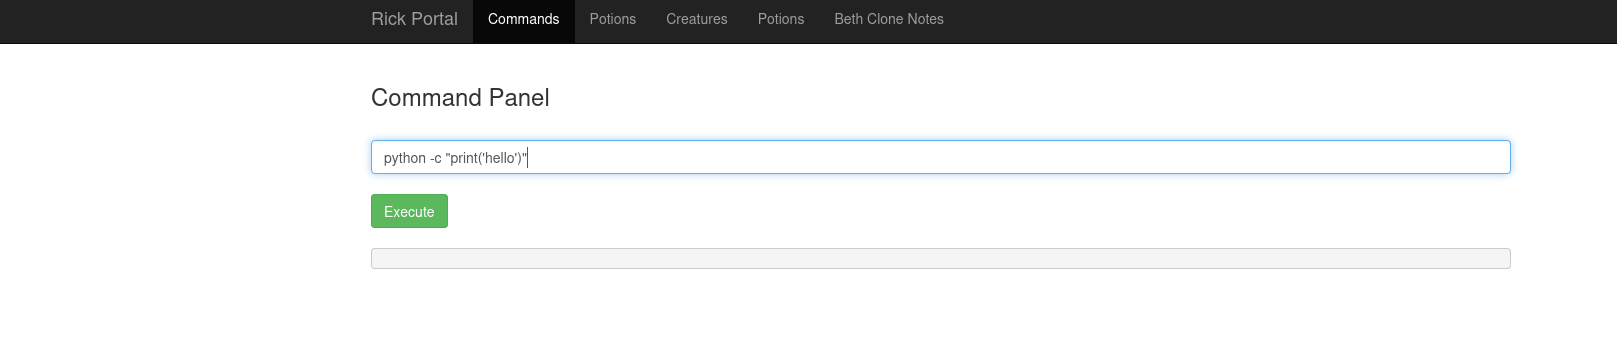 Rick Portal Commands Potions Creatures Potions Beth Clone Notes
Command Panel
python -c "print('hello')"
Execute